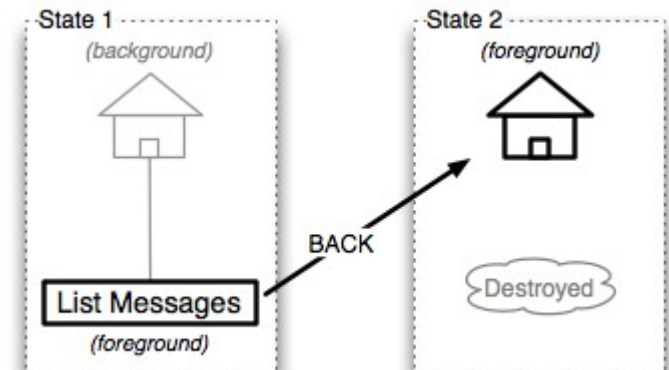 State 1
(background)
List Messages
(foreground)
BACK
State 2
(foreground)
Destroyed